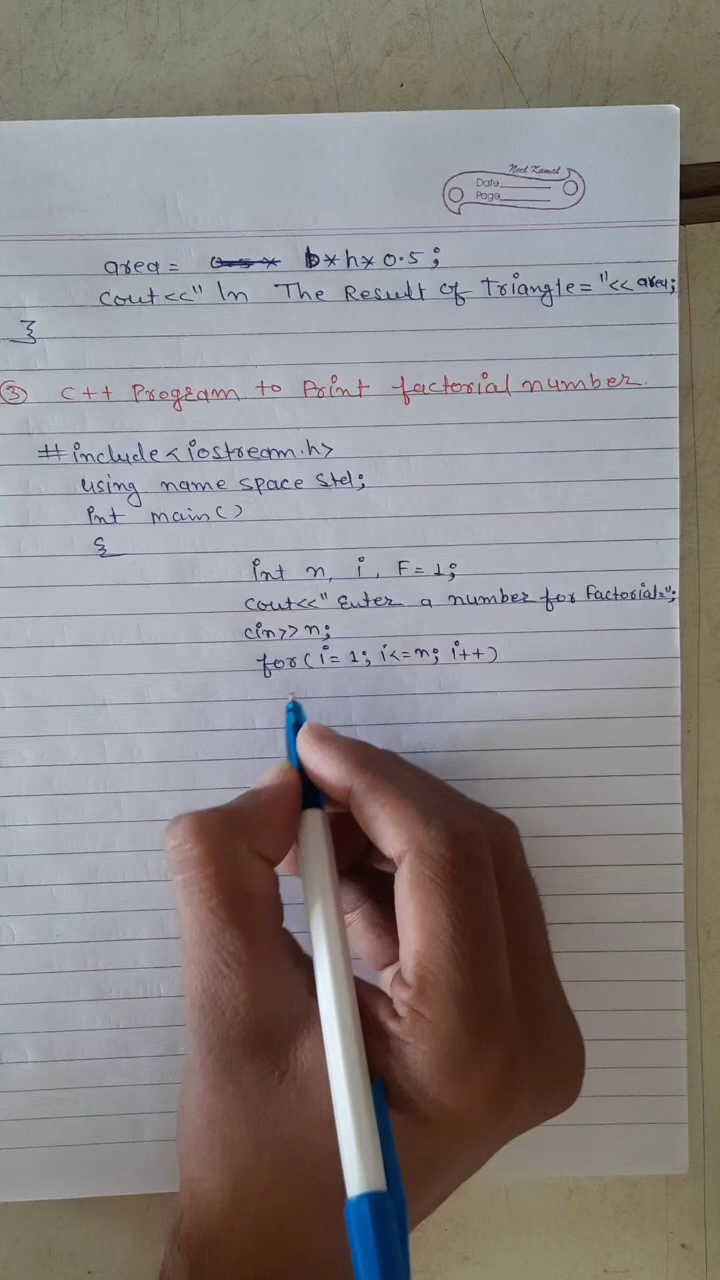 Neel Kamal
Date
Page
area = b*h*0.5;
cout<<" In The Result of Triangle="<<area;
}
③ C++ Program to Print factorial number.
#include<iostream.h>
using name space std;
Int main()
{
int n, i, F=1;
cout<<" Enter a number for Factorial=";
cin>>n;
for(i=1; i<=n; i++)